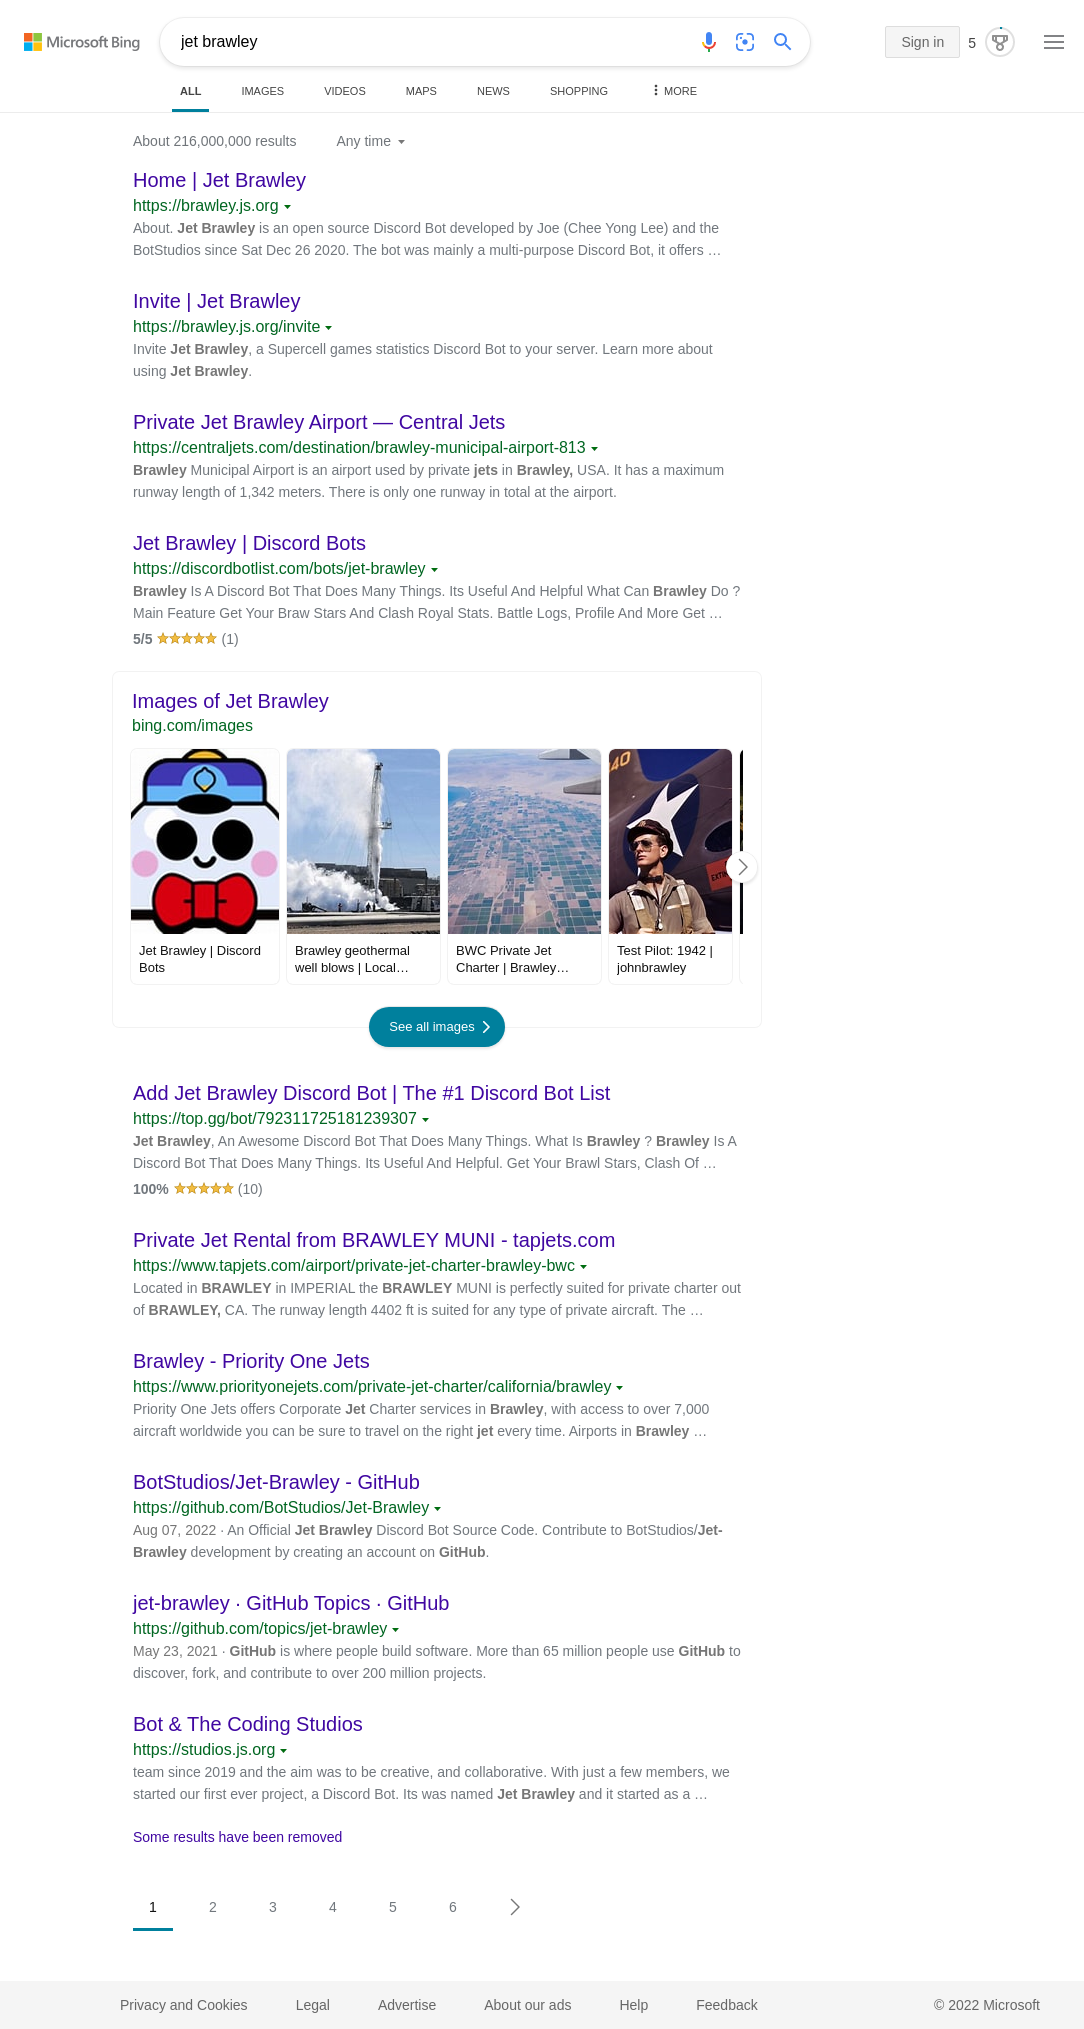 Microsoft Bing
jet brawley
Sign in
5
ALL
IMAGES
VIDEOS
MAPS
NEWS
SHOPPING
MORE
About 216,000,000 results
Any time
Home | Jet Brawley
https://brawley.js.org
About. Jet Brawley is an open source Discord Bot developed by Joe (Chee Yong Lee) and the
BotStudios since Sat Dec 26 2020. The bot was mainly a multi-purpose Discord Bot, it offers …
Invite | Jet Brawley
https://brawley.js.org/invite
Invite Jet Brawley, a Supercell games statistics Discord Bot to your server. Learn more about
using Jet Brawley.
Private Jet Brawley Airport — Central Jets
https://centraljets.com/destination/brawley-municipal-airport-813
Brawley Municipal Airport is an airport used by private jets in Brawley, USA. It has a maximum
runway length of 1,342 meters. There is only one runway in total at the airport.
Jet Brawley | Discord Bots
https://discordbotlist.com/bots/jet-brawley
Brawley Is A Discord Bot That Does Many Things. Its Useful And Helpful What Can Brawley Do ?
Main Feature Get Your Braw Stars And Clash Royal Stats. Battle Logs, Profile And More Get …
5/5 (1)
Images of Jet Brawley
bing.com/images
Jet Brawley | Discord
Bots
Brawley geothermal
well blows | Local…
BWC Private Jet
Charter | Brawley…
Test Pilot: 1942 |
johnbrawley
See all images
Add Jet Brawley Discord Bot | The #1 Discord Bot List
https://top.gg/bot/792311725181239307
Jet Brawley, An Awesome Discord Bot That Does Many Things. What Is Brawley ? Brawley Is A
Discord Bot That Does Many Things. Its Useful And Helpful. Get Your Brawl Stars, Clash Of …
100% (10)
Private Jet Rental from BRAWLEY MUNI - tapjets.com
https://www.tapjets.com/airport/private-jet-charter-brawley-bwc
Located in BRAWLEY in IMPERIAL the BRAWLEY MUNI is perfectly suited for private charter out
of BRAWLEY, CA. The runway length 4402 ft is suited for any type of private aircraft. The …
Brawley - Priority One Jets
https://www.priorityonejets.com/private-jet-charter/california/brawley
Priority One Jets offers Corporate Jet Charter services in Brawley, with access to over 7,000
aircraft worldwide you can be sure to travel on the right jet every time. Airports in Brawley …
BotStudios/Jet-Brawley - GitHub
https://github.com/BotStudios/Jet-Brawley
Aug 07, 2022 · An Official Jet Brawley Discord Bot Source Code. Contribute to BotStudios/Jet-
Brawley development by creating an account on GitHub.
jet-brawley · GitHub Topics · GitHub
https://github.com/topics/jet-brawley
May 23, 2021 · GitHub is where people build software. More than 65 million people use GitHub to
discover, fork, and contribute to over 200 million projects.
Bot & The Coding Studios
https://studios.js.org
team since 2019 and the aim was to be creative, and collaborative. With just a few members, we
started our first ever project, a Discord Bot. Its was named Jet Brawley and it started as a …
Some results have been removed
1
2
3
4
5
6
Privacy and Cookies
Legal
Advertise
About our ads
Help
Feedback
© 2022 Microsoft